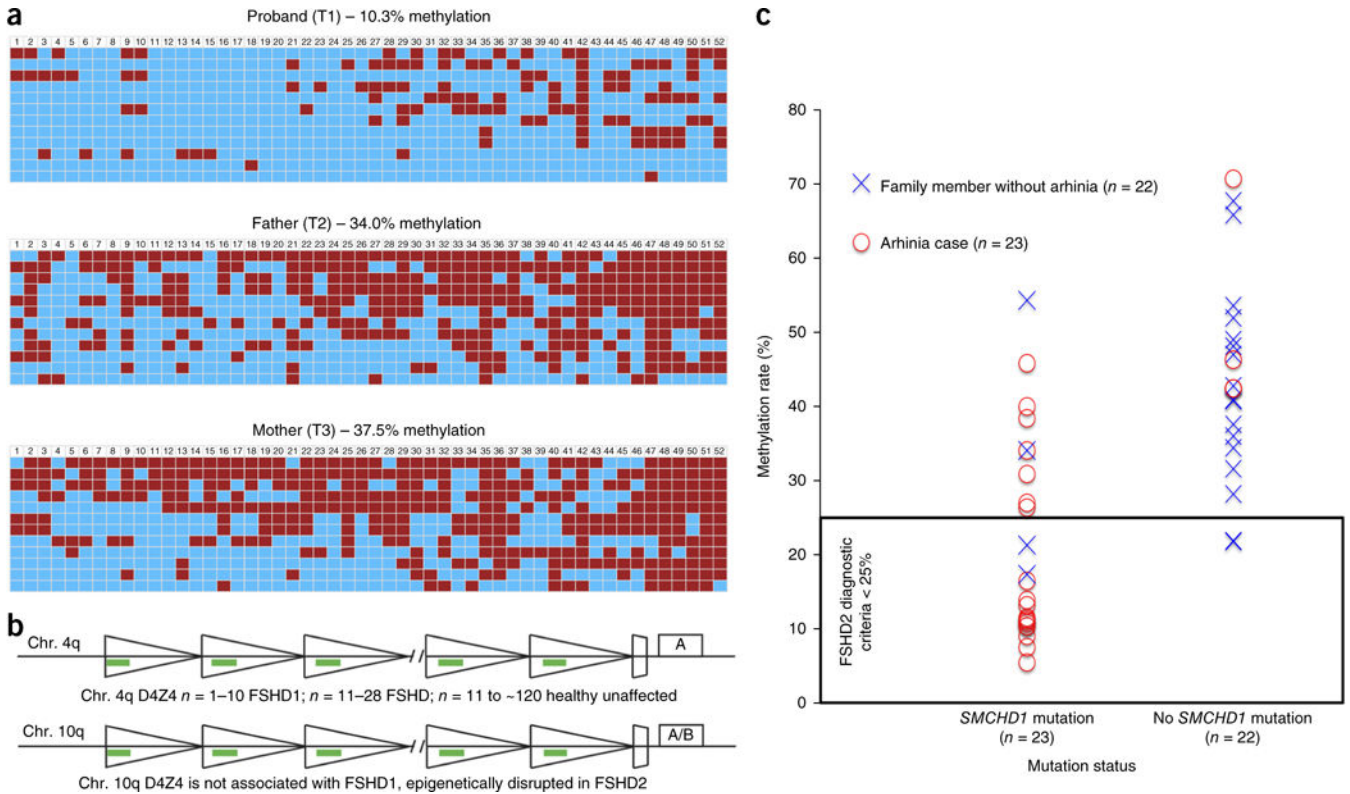 a
Proband (T1) – 10.3% methylation
1 2 3 4 5 6 7 8 9 10 11 12 13 14 15 16 17 18 19 20 21 22 23 24 25 26 27 28 29 30 31 32 33 34 35 36 37 38 39 40 41 42 43 44 45 46 47 48 49 50 51 52
Father (T2) – 34.0% methylation
1 2 3 4 5 6 7 8 9 10 11 12 13 14 15 16 17 18 19 20 21 22 23 24 25 26 27 28 29 30 31 32 33 34 35 36 37 38 39 40 41 42 43 44 45 46 47 48 49 50 51 52
Mother (T3) – 37.5% methylation
1 2 3 4 5 6 7 8 9 10 11 12 13 14 15 16 17 18 19 20 21 22 23 24 25 26 27 28 29 30 31 32 33 34 35 36 37 38 39 40 41 42 43 44 45 46 47 48 49 50 51 52
b
Chr. 4q
A
Chr. 4q D4Z4 n = 1–10 FSHD1; n = 11–28 FSHD; n = 11 to ~120 healthy unaffected
Chr. 10q
A/B
Chr. 10q D4Z4 is not associated with FSHD1, epigenetically disrupted in FSHD2
c
80
70
60
50
40
30
20
10
0
Methylation rate (%)
Family member without arhinia (n = 22)
Arhinia case (n = 23)
FSHD2 diagnostic
criteria < 25%
SMCHD1 mutation
(n = 23)
No SMCHD1 mutation
(n = 22)
Mutation status